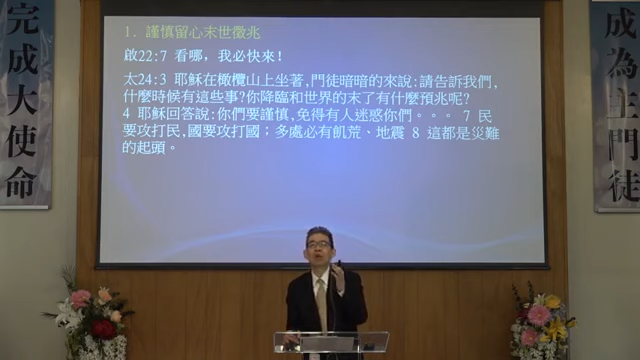 完成大使命
1. 謹慎留心末世徵兆
啟22:7 看哪，我必快來！
太24:3 耶穌在橄欖山上坐著,門徒暗暗的來說:請告訴我們,
什麼時候有這些事?你降臨和世界的末了有什麼預兆呢?
4 耶穌回答說:你們要謹慎,免得有人迷惑你們。。。 7 民
要攻打民,國要攻打國；多處必有飢荒、地震 8 這都是災難
的起頭。
成為主門徒